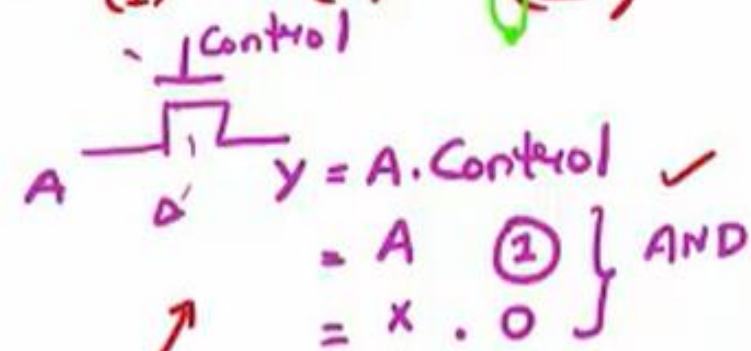 Control
A Y = A. Control
= A 1 } AND
= X . 0